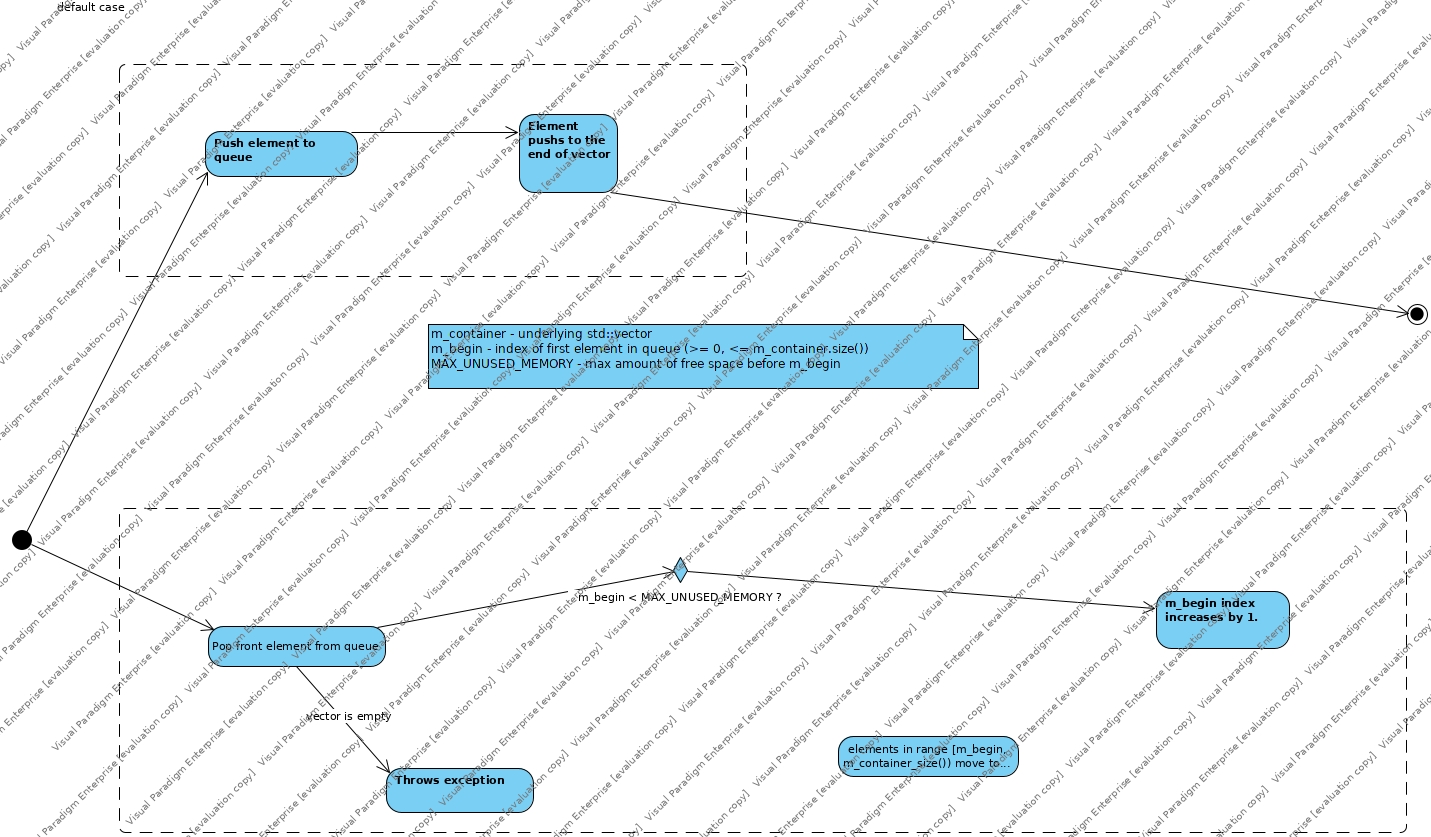 default case
Push element to
queue
Element
pushes to the
end of vector
m_container - underlying std::vector
m_begin - index of first element in queue (>= 0, <= m_container.size())
MAX_UNUSED_MEMORY - max amount of free space before m_begin
m_begin < MAX_UNUSED_MEMORY ?
m_begin index
increases by 1.
Pop front element from queue
vector is empty
Throws exception
elements in range [m_begin,
m_container_size()) move to...
Visual Paradigm Enterprise [evaluation copy]